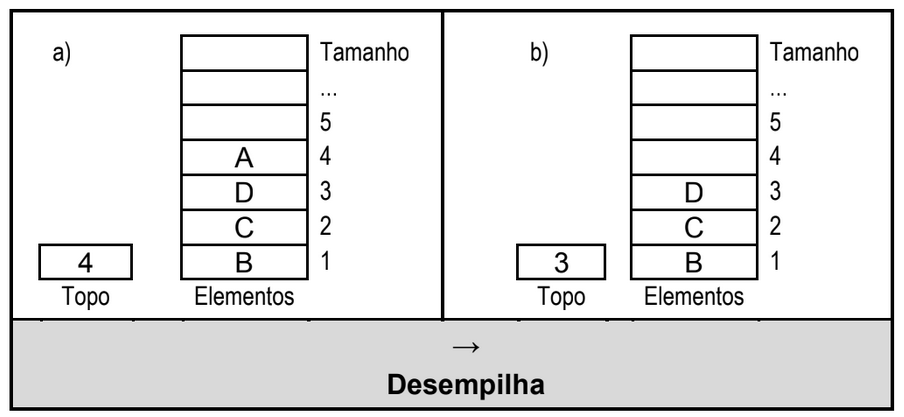 a)
Tamanho
...
5
A 4
D 3
C 2
4 B 1
Topo Elementos
b)
Tamanho
...
5
4
D 3
C 2
3 B 1
Topo Elementos
→
Desempilha